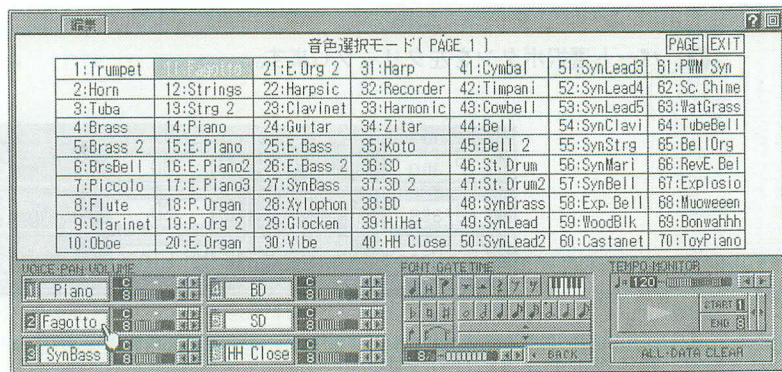 編集
音色選択モード( PAGE 1 ) PAGE EXIT
1:Trumpet 11:Fagotto 21:E.Org 2 31:Harp 41:Cymbal 51:SynLead3 61:PWM Syn
2:Horn 12:Strings 22:Harpsic 32:Recorder 42:Timpani 52:SynLead4 62:Sc.Chime
3:Tuba 13:Strg 2 23:Clavinet 33:Harmonic 43:Cowbell 53:SynLead5 63:WatGrass
4:Brass 14:Piano 24:Guitar 34:Zitar 44:Bell 54:SynClavi 64:TubeBell
5:Brass 2 15:E.Piano 25:E.Bass 35:Koto 45:Bell 2 55:SynStrg 65:BellOrg
6:BrsBell 16:E.Piano2 26:E.Bass 2 36:SD 46:St.Drum 56:SynMari 66:RevE.Bel
7:Piccolo 17:E.Piano3 27:SynBass 37:SD 2 47:St.Drum2 57:SynBell 67:Explosio
8:Flute 18:P.Organ 28:Xylophon 38:BD 48:SynBrass 58:Exp.Bell 68:Muoweeen
9:Clarinet 19:P.Org 2 29:Glocken 39:HiHat 49:SynLead 59:WoodBlk 69:Bonwahhh
10:Oboe 20:E.Organ 30:Vibe 40:HH Close 50:SynLead2 60:Castanet 70:ToyPiano
VOICE·PAN·VOLUME FONT·GATETIME TEMPO·MONITOR
1 Piano C 8 4 BD C 8 120
2 Fagotto C 8 5 SD C 8 START
END
3 SynBass C 8 6 HH Close C 8 8 BACK ALL·DATA CLEAR